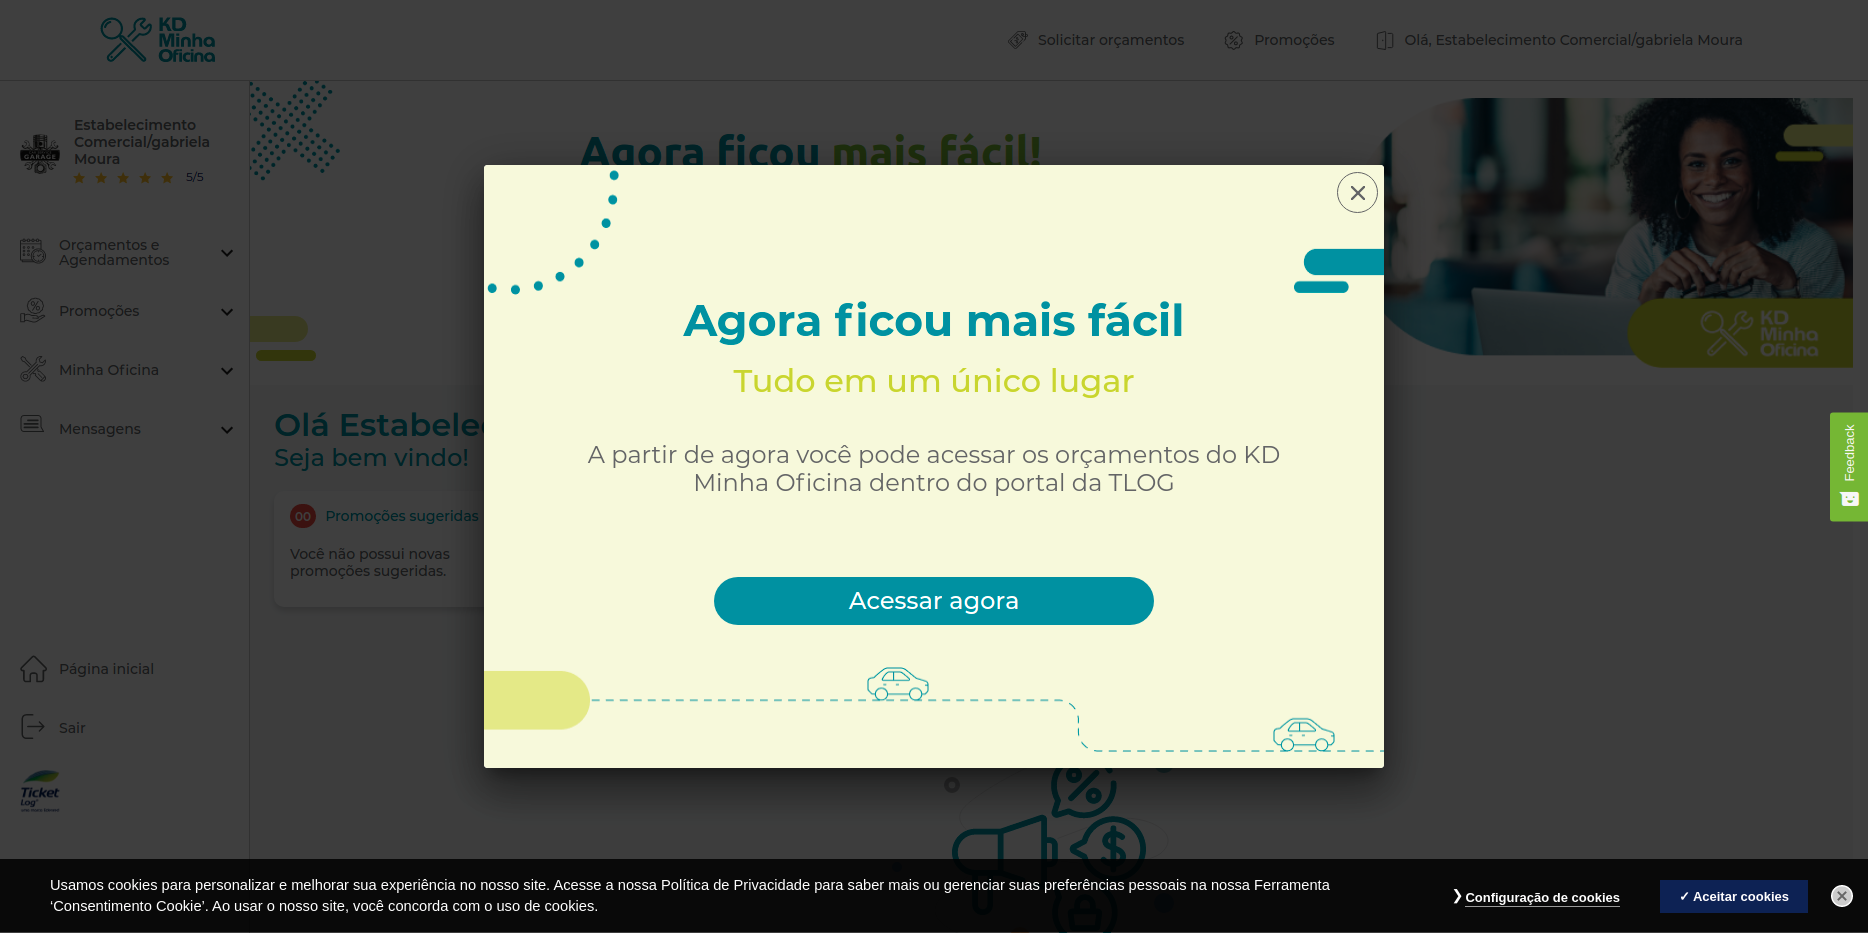 KD
Minha
Oficina
Solicitar orçamentos
Promoções
Olá, Estabelecimento Comercial/gabriela Moura
Estabelecimento
Comercial/gabriela
Moura
5/5
GARAGE
Orçamentos e
Agendamentos
Promoções
Minha Oficina
Mensagens
Página inicial
Sair
Ticket
Log
Agora ficou mais fácil!
KD
Minha
Oficina
Olá Estabelec
Seja bem vindo!
00 Promoções sugeridas
Você não possui novas
promoções sugeridas.
Agora ficou mais fácil
Tudo em um único lugar
A partir de agora você pode acessar os orçamentos do KD
Minha Oficina dentro do portal da TLOG
Acessar agora
Feedback
Usamos cookies para personalizar e melhorar sua experiência no nosso site. Acesse a nossa Política de Privacidade para saber mais ou gerenciar suas preferências pessoais na nossa Ferramenta
‘Consentimento Cookie’. Ao usar o nosso site, você concorda com o uso de cookies.
❯ Configuração de cookies
✓ Aceitar cookies